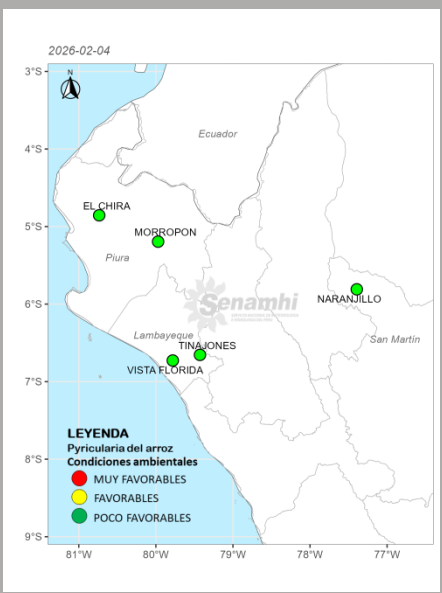 2026-02-04
N
3°S
Ecuador
4°S
EL CHIRA
5°S
MORROPON
Piura
6°S
Senamhi
NARANJILLO
Lambayeque
TINAJONES
San Martín
VISTA FLORIDA
7°S
LEYENDA
Pyricularia del arroz
Condiciones ambientales
8°S
MUY FAVORABLES
FAVORABLES
POCO FAVORABLES
9°S
81°W 80°W 79°W 78°W 77°W